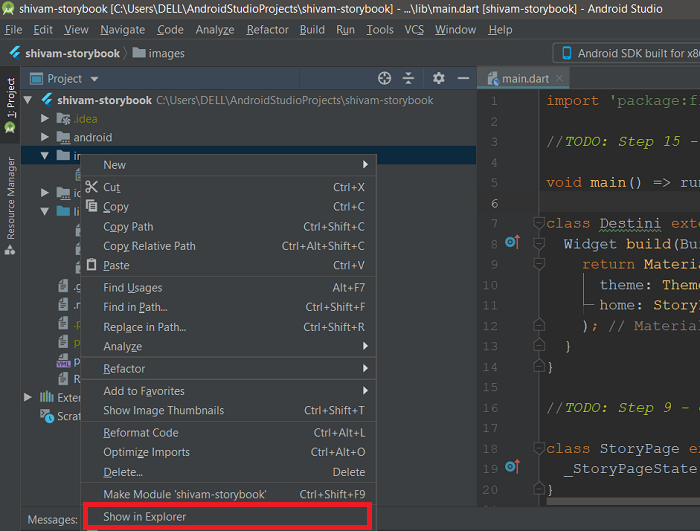 shivam-storybook [C:\Users\DELL\AndroidStudioProjects\shivam-storybook] - ...\lib\main.dart [shivam-storybook] - Android Studio
File Edit View Navigate Code Analyze Refactor Build Run Tools VCS Window Help
shivam-storybook images Android SDK built for x8
1: Project
Resource Manager
Project
shivam-storybook C:\Users\DELL\AndroidStudioProjects\shivam-storybook
.idea
android
New
Cut Ctrl+X
Copy Ctrl+C
Copy Path Ctrl+Shift+C
Copy Relative Path Ctrl+Alt+Shift+C
Paste Ctrl+V
Find Usages Alt+F7
Find in Path... Ctrl+Shift+F
Replace in Path... Ctrl+Shift+R
Analyze
Refactor
Add to Favorites
Show Image Thumbnails Ctrl+Shift+T
Reformat Code Ctrl+Alt+L
Optimize Imports Ctrl+Alt+O
Delete... Delete
Make Module 'shivam-storybook' Ctrl+Shift+F9
Show in Explorer
Exter
Scrat
Messages:
main.dart
1 import 'package:f
2
3 //TODO: Step 15 -
4
5 void main() => ru
6
7 class Destini exte
8 Widget build(Bui
9 return Materia
10 theme: Them
11 home: StoryP
12 ); // Material
13 }
14 }
15
16 //TODO: Step 9 -
17
18 class StoryPage ex
19 _StoryPageState
20 }